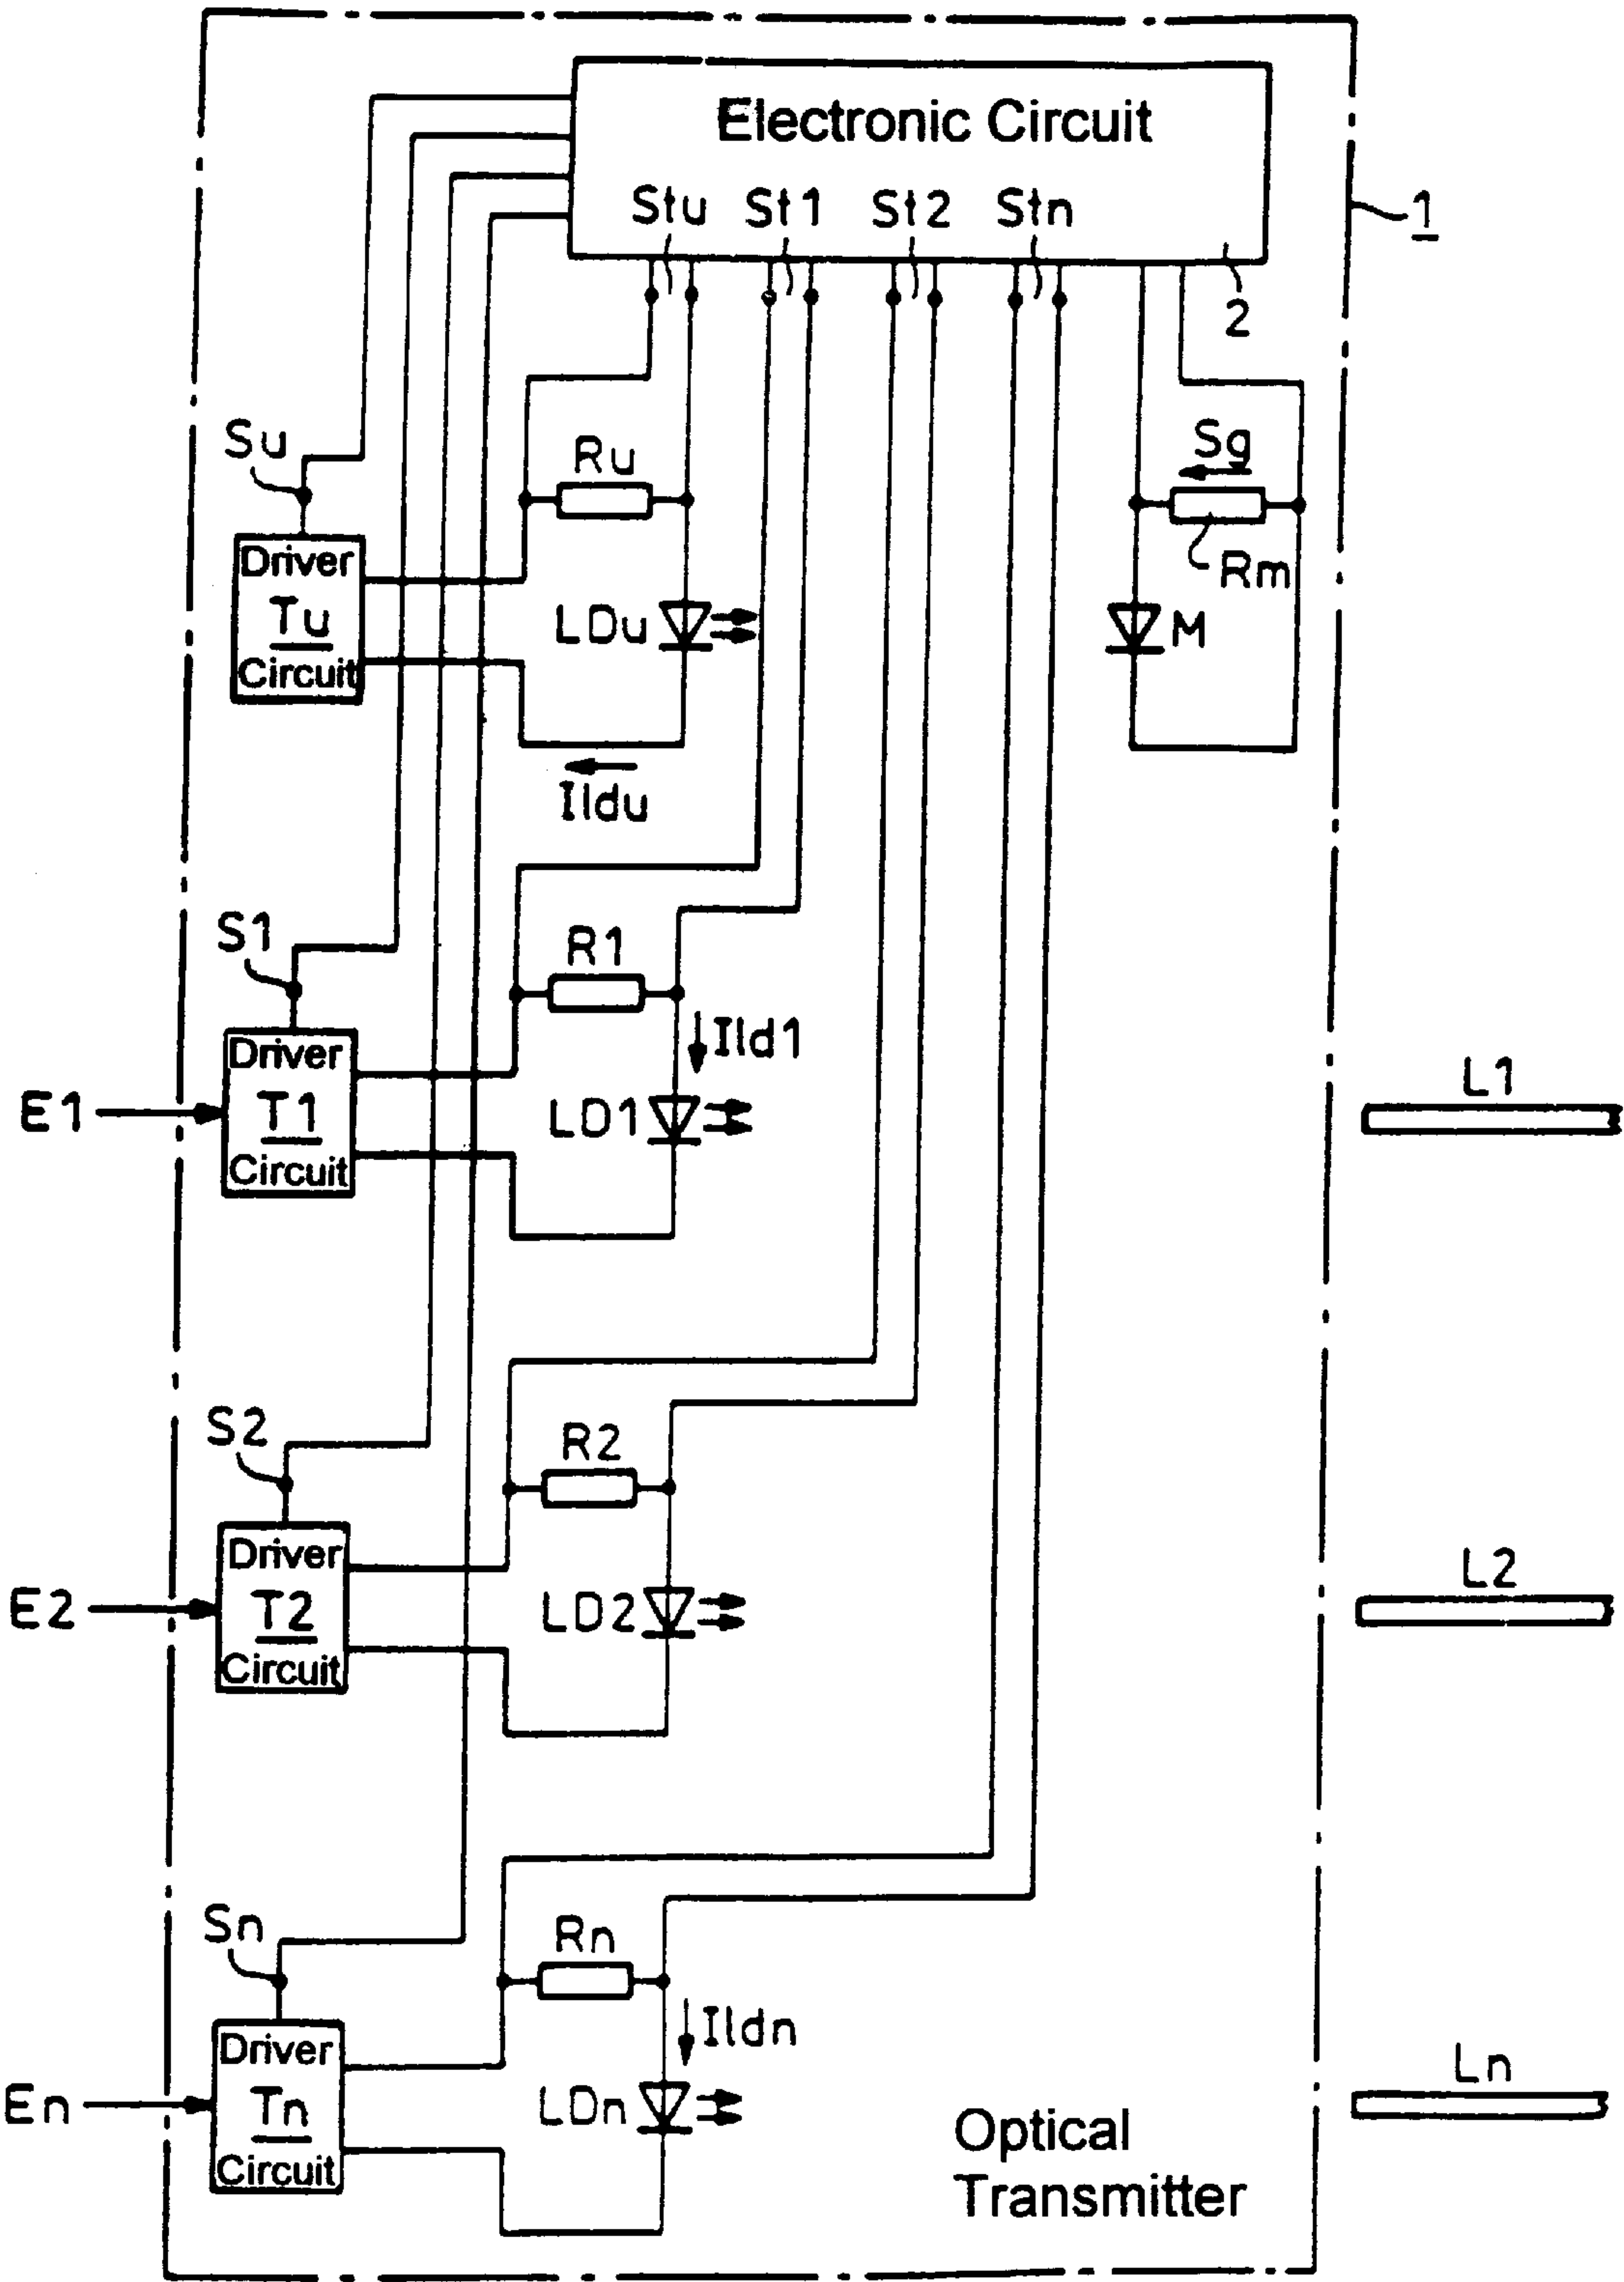 Electronic Circuit
Stu St1 St2 Stn
1
2
Su
Ru
Sg
Rm
Driver
Tu
Circuit
LDu
M
Ildu
S1
R1
Ild1
Driver
T1
Circuit
E1
LD1
L1
S2
R2
Driver
T2
Circuit
E2
LD2
L2
Sn
Rn
Ildn
Driver
Tn
Circuit
En
LDn
Ln
Optical
Transmitter